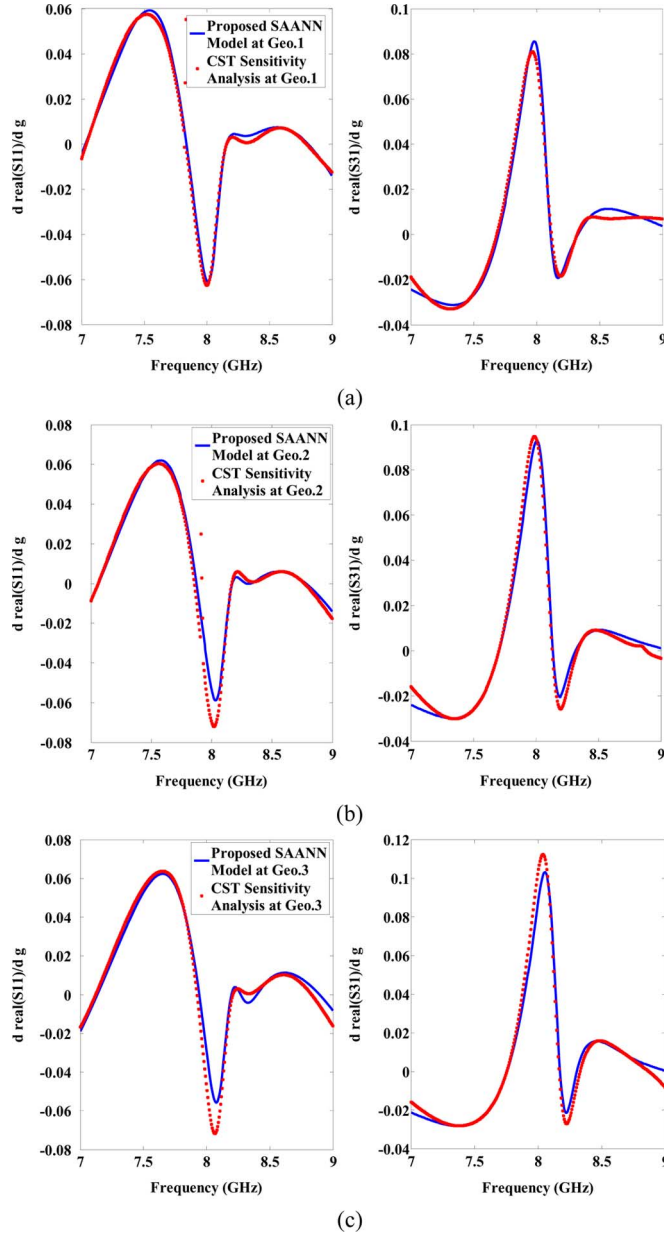 0.06
0.04
0.02
0
-0.02
-0.04
-0.06
-0.08
d real(S11)/d g
Proposed SAANN
Model at Geo.1
CST Sensitivity
Analysis at Geo.1
7 7.5 8 8.5 9
Frequency (GHz)
0.1
0.08
0.06
0.04
0.02
0
-0.02
-0.04
d real(S31)/d g
7 7.5 8 8.5 9
Frequency (GHz)
(a)
0.08
0.06
0.04
0.02
0
-0.02
-0.04
-0.06
-0.08
d real(S11)/d g
Proposed SAANN
Model at Geo.2
CST Sensitivity
Analysis at Geo.2
7 7.5 8 8.5 9
Frequency (GHz)
0.1
0.08
0.06
0.04
0.02
0
-0.02
-0.04
d real(S31)/d g
7 7.5 8 8.5 9
Frequency (GHz)
(b)
0.08
0.06
0.04
0.02
0
-0.02
-0.04
-0.06
-0.08
d real(S11)/d g
Proposed SAANN
Model at Geo.3
CST Sensitivity
Analysis at Geo.3
7 7.5 8 8.5 9
Frequency (GHz)
0.12
0.1
0.08
0.06
0.04
0.02
0
-0.02
-0.04
d real(S31)/d g
7 7.5 8 8.5 9
Frequency (GHz)
(c)